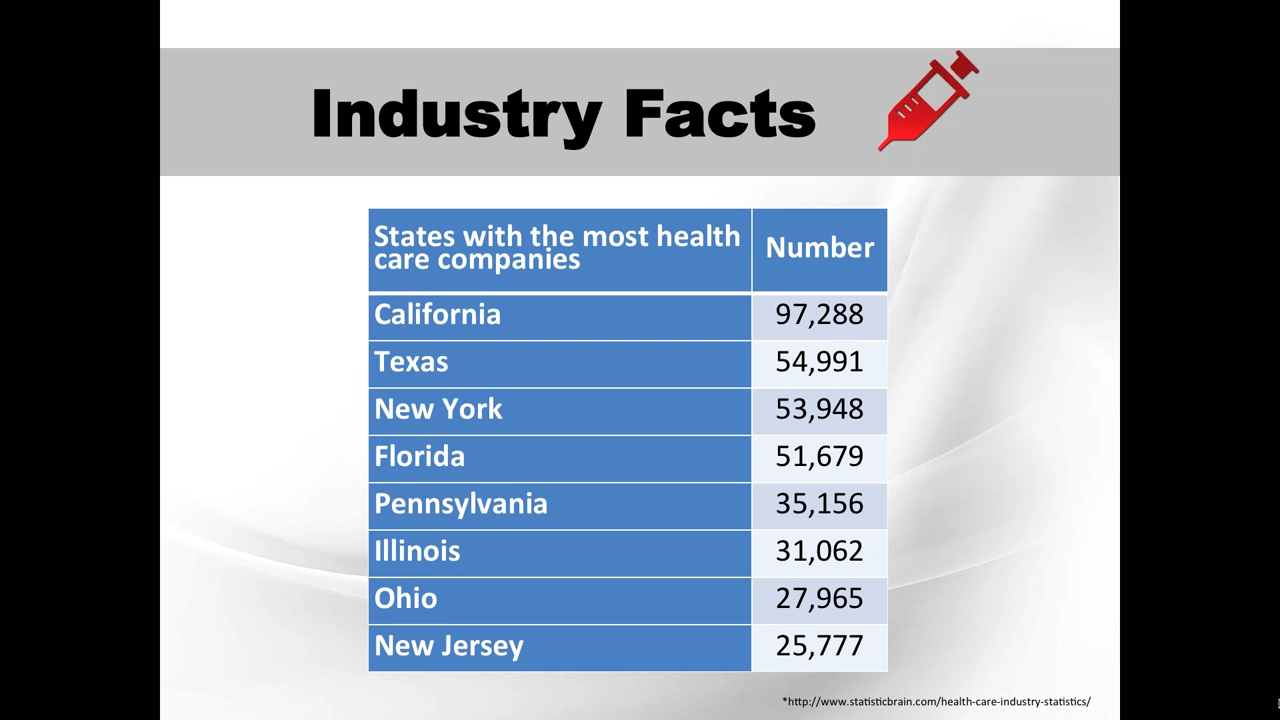 Industry Facts
States with the most health
care companies
Number
California 97,288
Texas 54,991
New York 53,948
Florida 51,679
Pennsylvania 35,156
Illinois 31,062
Ohio 27,965
New Jersey 25,777
*http://www.statisticbrain.com/health-care-industry-statistics/